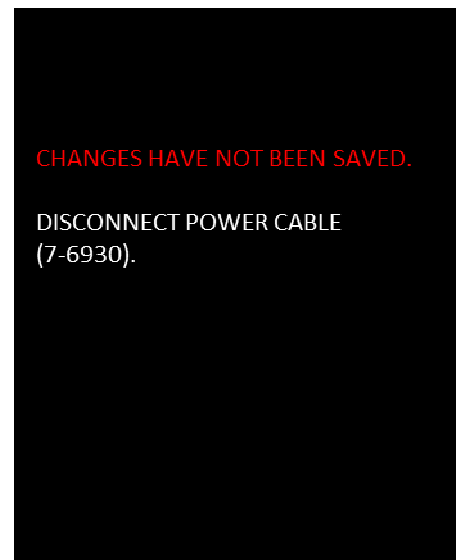 CHANGES HAVE NOT BEEN SAVED.
DISCONNECT POWER CABLE
(7-6930).